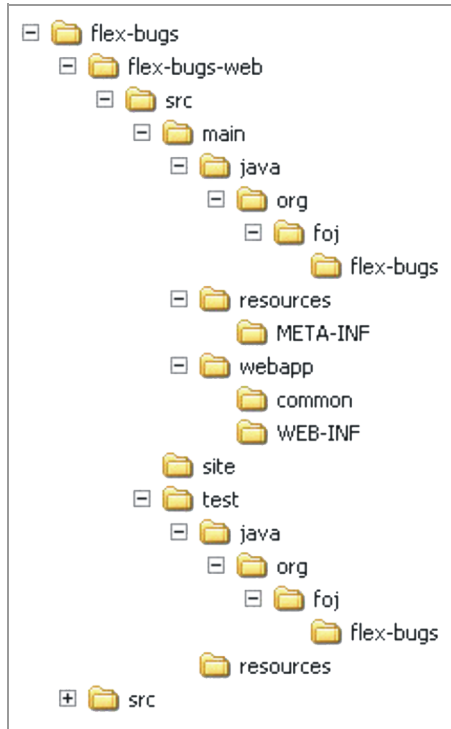 flex-bugs
flex-bugs-web
src
main
java
org
foj
flex-bugs
resources
META-INF
webapp
common
WEB-INF
site
test
java
org
foj
flex-bugs
resources
src